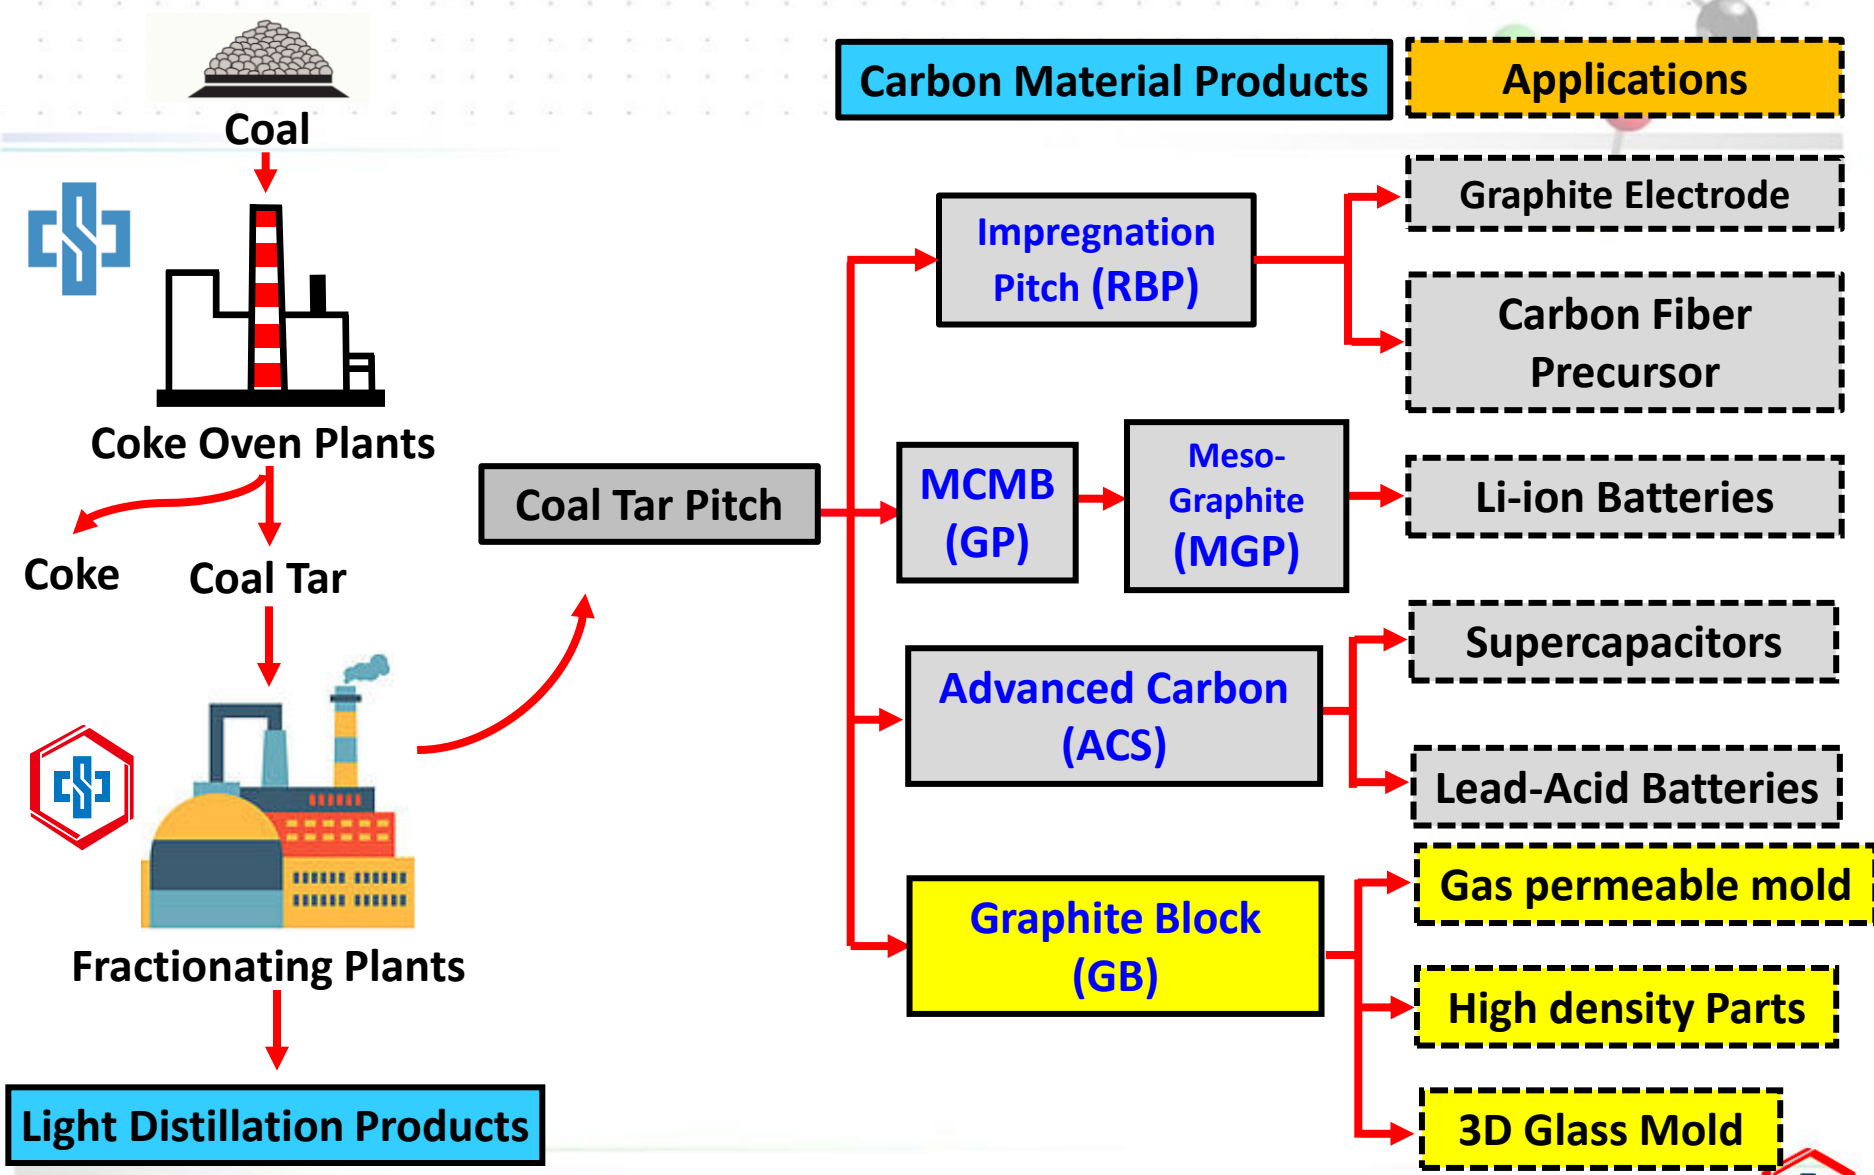 Coal
Coke Oven Plants
Coke
Coal Tar
Fractionating Plants
Light Distillation Products
Coal Tar Pitch
Carbon Material Products
Impregnation
Pitch (RBP)
MCMB
(GP)
Meso-
Graphite
(MGP)
Advanced Carbon
(ACS)
Graphite Block
(GB)
Applications
Graphite Electrode
Carbon Fiber
Precursor
Li-ion Batteries
Supercapacitors
Lead-Acid Batteries
Gas permeable mold
High density Parts
3D Glass Mold